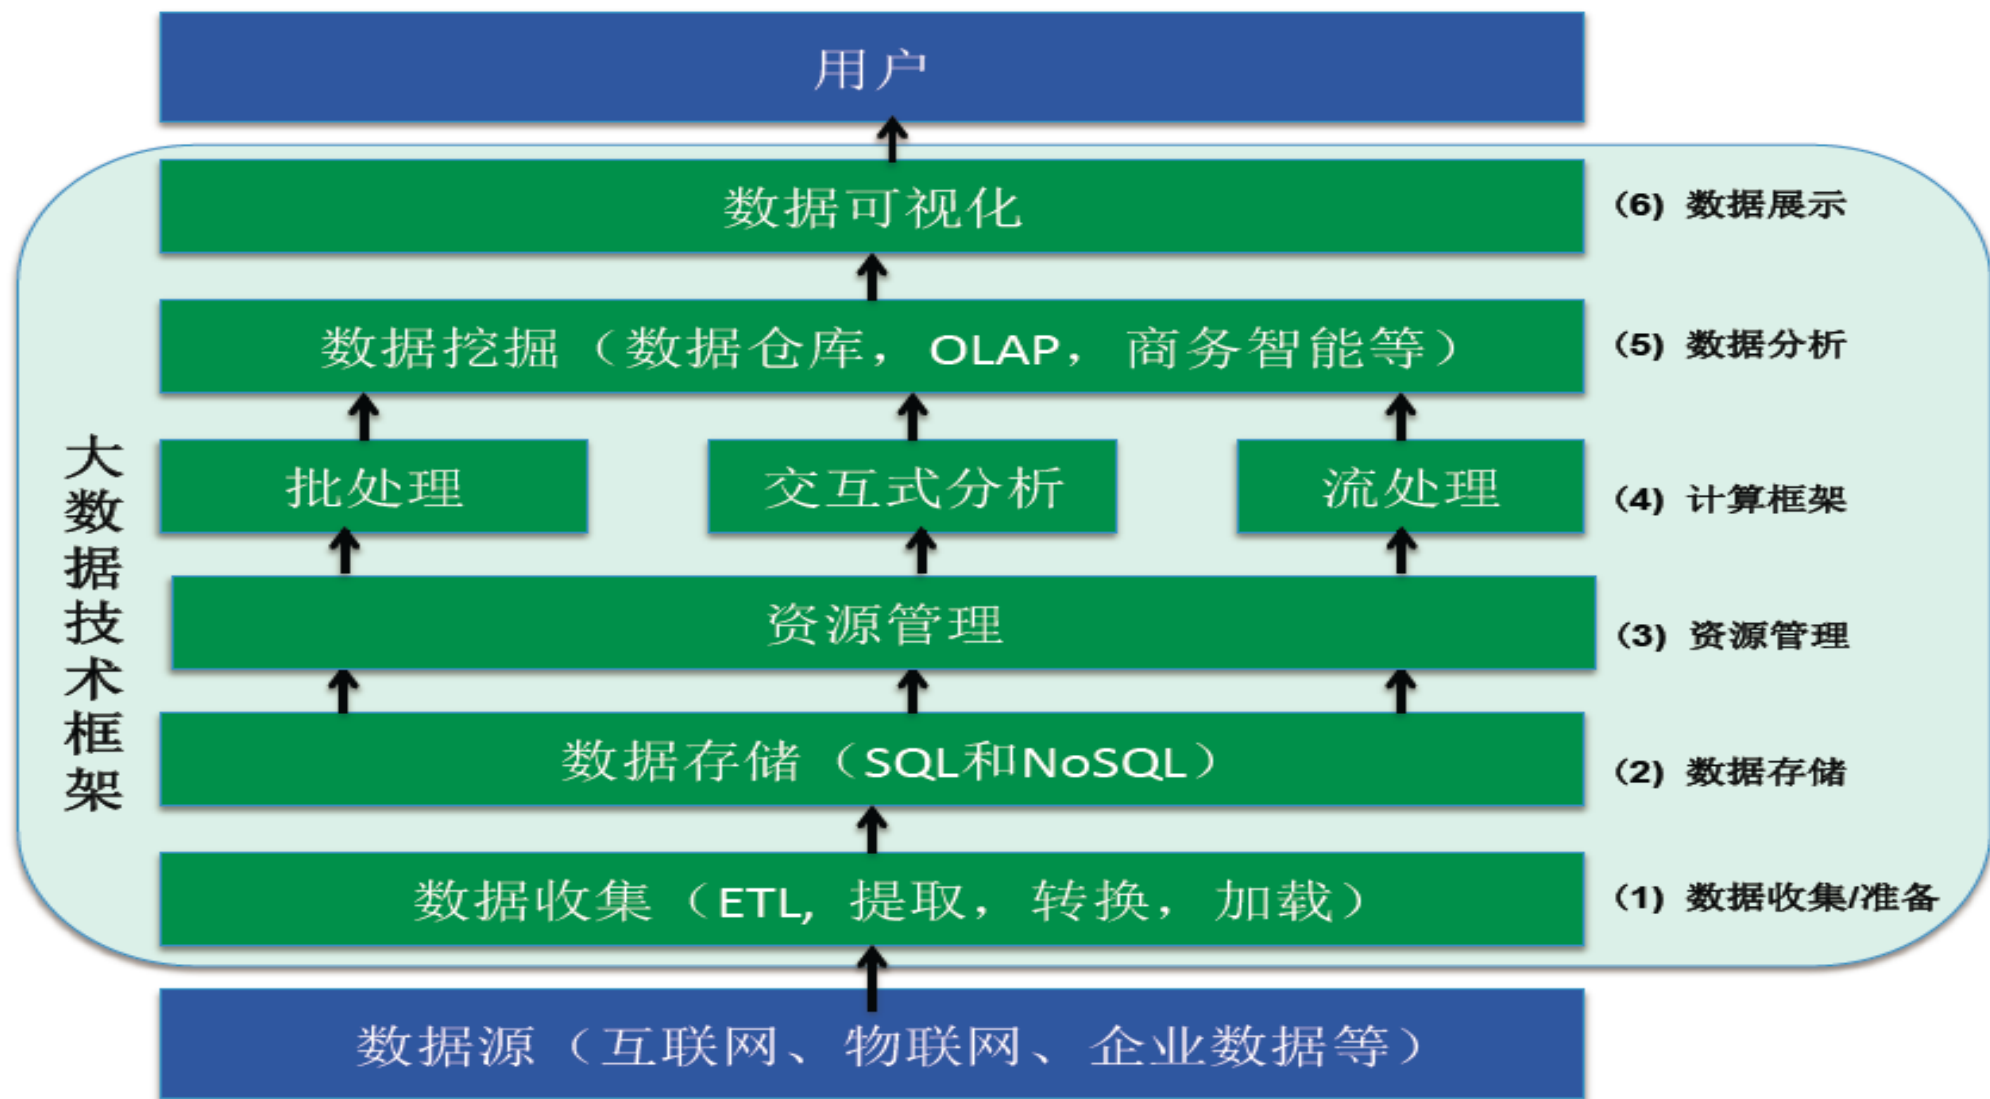 用户
数据可视化
（6）数据展示
数据挖掘（数据仓库，OLAP，商务智能等）
（5）数据分析
批处理
交互式分析
流处理
（4）计算框架
大数据技术框架
资源管理
（3）资源管理
数据存储（SQL和NoSQL）
（2）数据存储
数据收集（ETL, 提取，转换，加载）
（1）数据收集/准备
数据源（互联网、物联网、企业数据等）